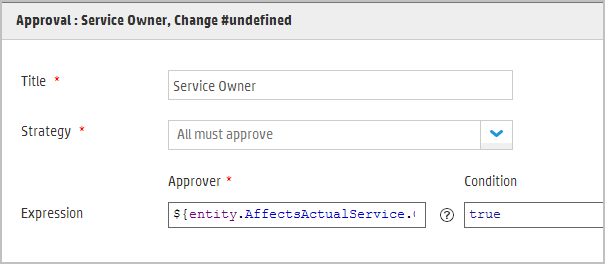 Approval : Service Owner, Change #undefined
Title *
Service Owner
Strategy *
All must approve
Approver * Condition
Expression ${entity.AffectsActualService. ? true